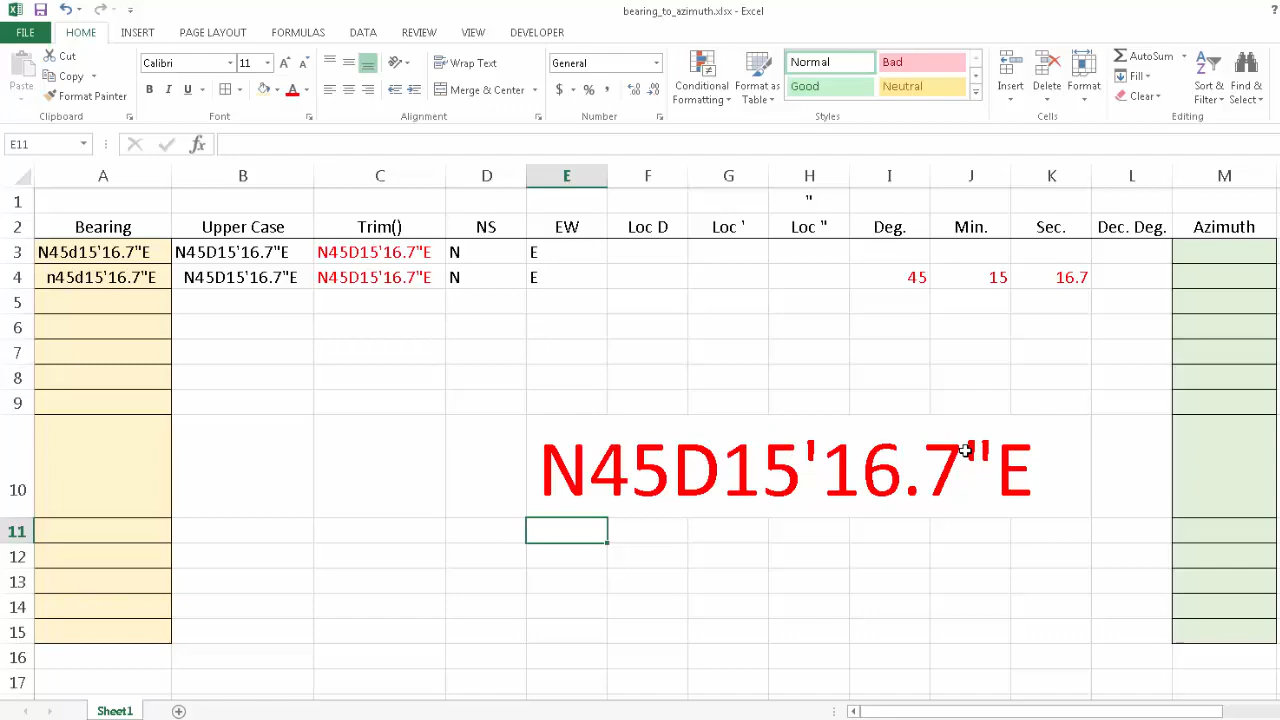 bearing_to_azimuth.xlsx - Excel
?
FILE HOME INSERT PAGE LAYOUT FORMULAS DATA REVIEW VIEW DEVELOPER
Cut Calibri 11 A A Wrap Text General Normal Bad AutoSum
Paste Copy Conditional Format as Insert Delete Format Fill Sort & Find &
Format Painter B I U A Merge & Center $ % , Formatting Table Good Neutral Clear Filter Select
Clipboard Font Alignment Number Styles Cells Editing
E11 fx
A B C D E F G H I J K L M
1 "
2 Bearing Upper Case Trim() NS EW Loc D Loc ' Loc " Deg. Min. Sec. Dec. Deg. Azimuth
3 N45d15'16.7"E N45D15'16.7"E N45D15'16.7"E N E
4 n45d15'16.7"E N45D15'16.7"E N45D15'16.7"E N E 45 15 16.7
5
6
7
8
9
10 N45D15'16.7"E
11
12
13
14
15
16
17
Sheet1